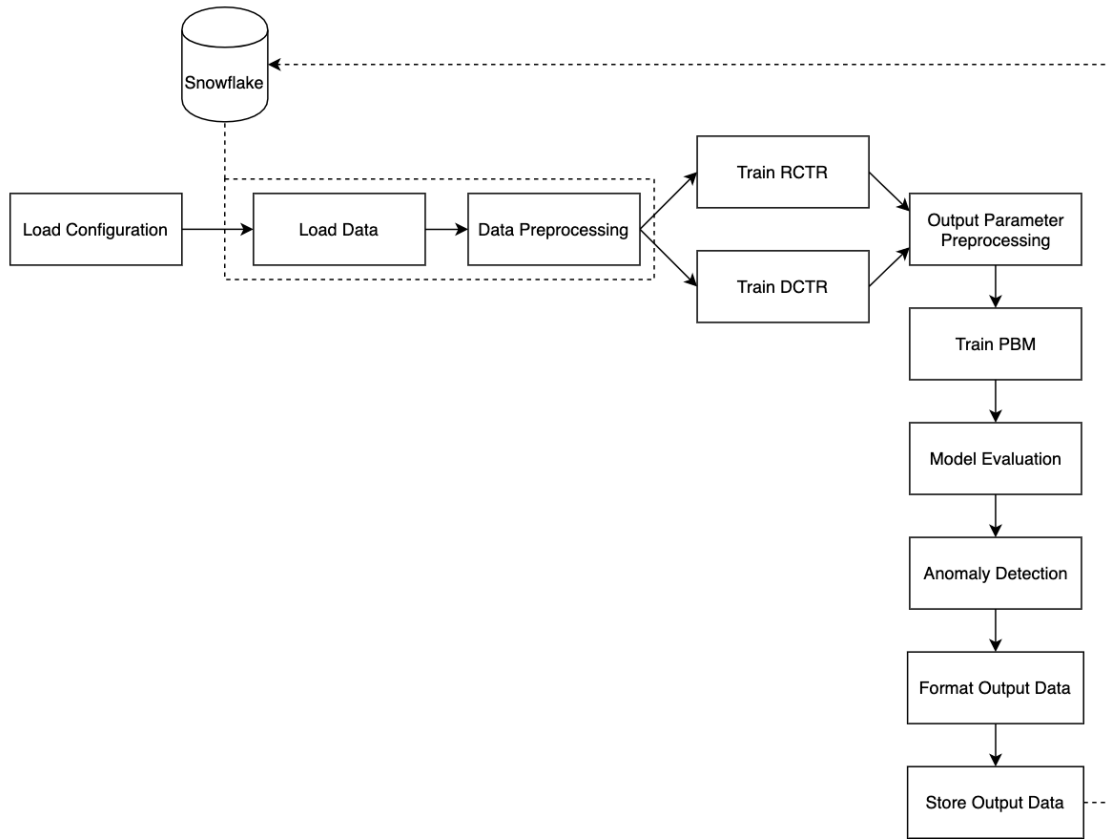 Snowflake
Load Configuration
Load Data
Data Preprocessing
Train RCTR
Train DCTR
Output Parameter
Preprocessing
Train PBM
Model Evaluation
Anomaly Detection
Format Output Data
Store Output Data